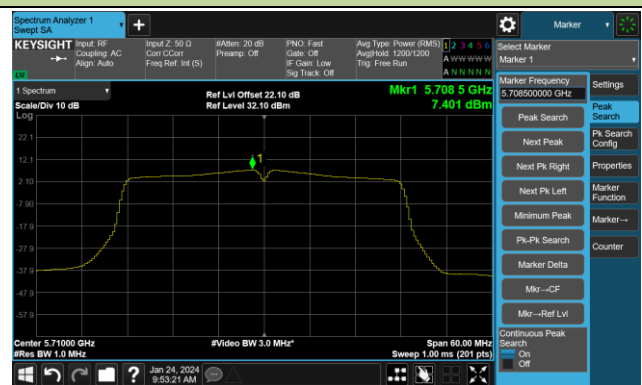 Spectrum Analyzer 1
Swept SA
+
Marker
KEYSIGHT
Input: RF
Coupling: AC
Align: Auto
Input Z: 50 Ω
Corr CCorr
Freq Ref: Int (S)
#Atten: 20 dB
Preamp: Off
PNO: Fast
Gate: Off
IF Gain: Low
Sig Track: Off
Avg Type: Power (RMS)
Avg|Hold: 1200/1200
Trig: Free Run
1 2 3 4 5 6
A W W W W W
A N N N N N
LW
Select Marker
Marker 1
1 Spectrum
Scale/Div 10 dB
Log
Ref Lvl Offset 22.10 dB
Ref Level 32.10 dBm
Mkr1 5.708 5 GHz
7.401 dBm
22.1
12.1
2.10
-7.90
-17.9
-27.9
-37.9
-47.9
-57.9
1
Center 5.71000 GHz
#Res BW 1.0 MHz
#Video BW 3.0 MHz*
Span 60.00 MHz
Sweep 1.00 ms (201 pts)
Marker Frequency
5.708500000 GHz
Peak Search
Next Peak
Next Pk Right
Next Pk Left
Minimum Peak
Pk-Pk Search
Marker Delta
Mkr→CF
Mkr→Ref Lvl
Continuous Peak
Search
On
Off
Settings
Peak
Search
Pk Search
Config
Properties
Marker
Function
Marker→
Counter
?
Jan 24, 2024
9:53:21 AM